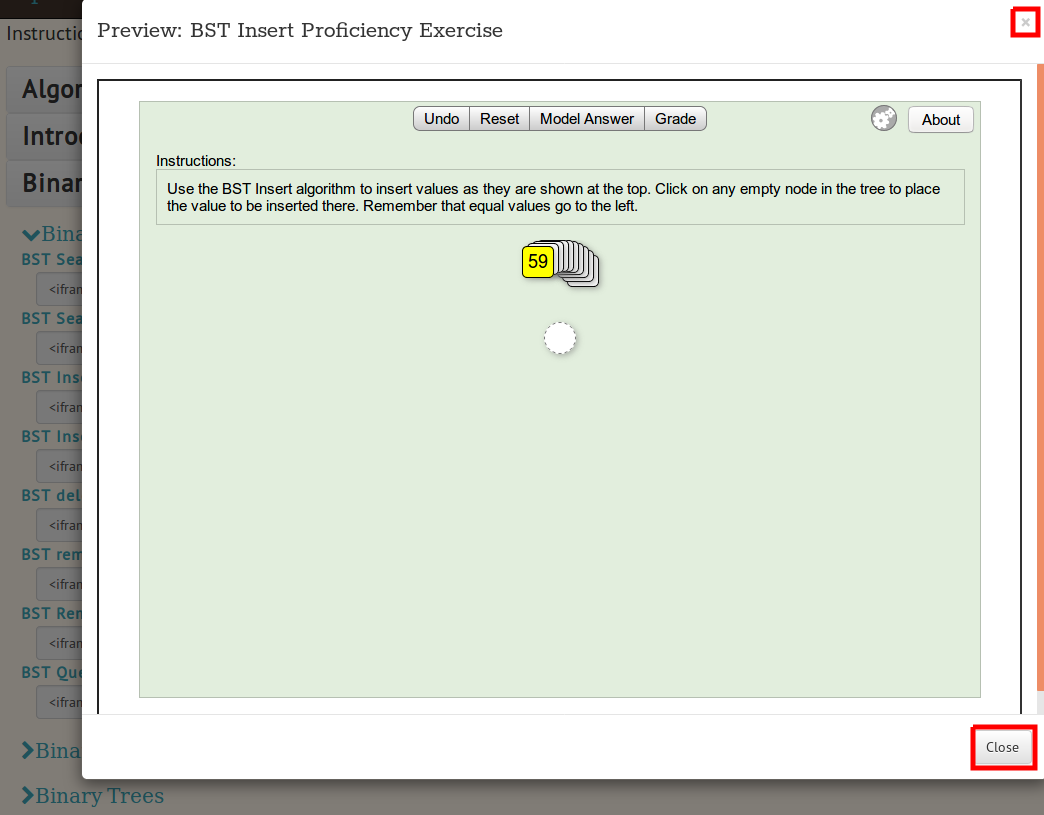 Preview: BST Insert Proficiency Exercise
×
Instructi
Algor
Intro
Binar
Undo Reset Model Answer Grade About
Instructions:
Use the BST Insert algorithm to insert values as they are shown at the top. Click on any empty node in the tree to place
the value to be inserted there. Remember that equal values go to the left.
59
Bina
BST Sea
<ifran
BST Sea
<ifran
BST Ins
<ifran
BST Inse
<ifran
BST del
<ifran
BST rem
<ifran
BST Ren
<ifran
BST Que
<ifran
Close
Bina
Binary Trees